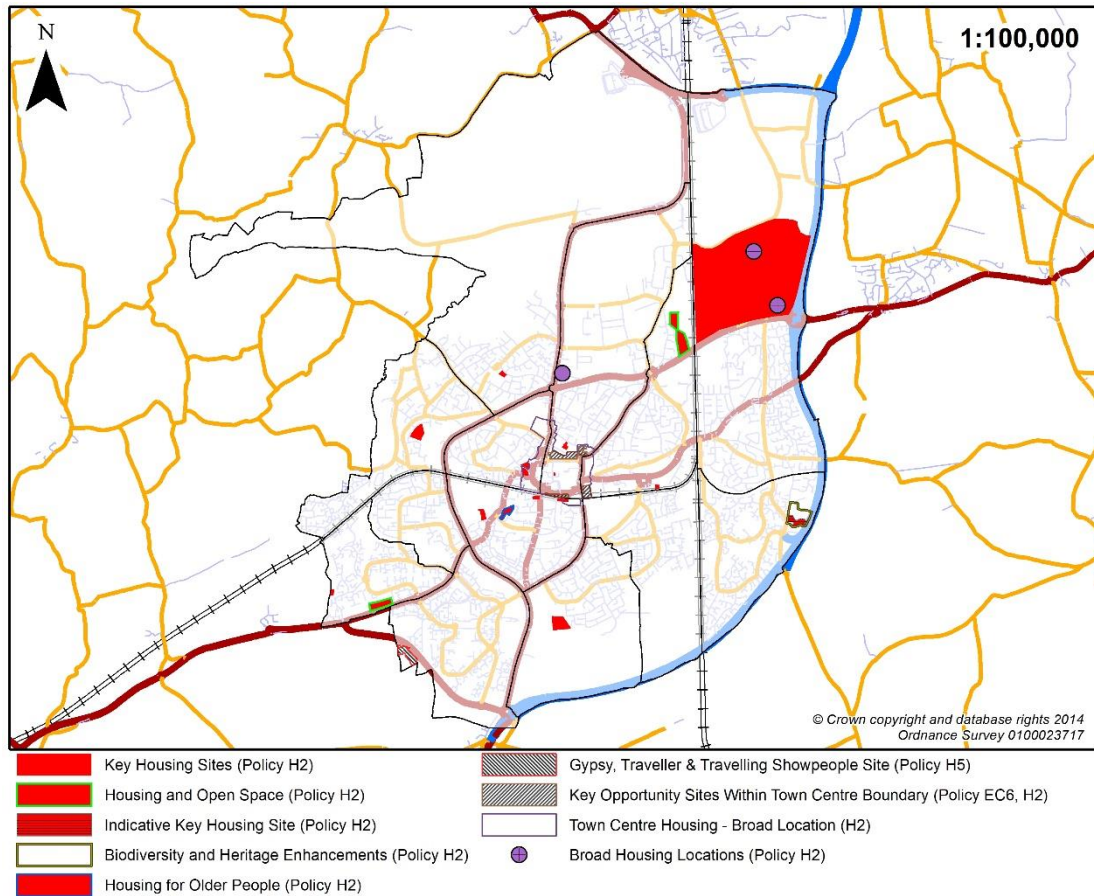 N
1:100,000
© Crown copyright and database rights 2014
Ordnance Survey 0100023717
Key Housing Sites (Policy H2)
Housing and Open Space (Policy H2)
Indicative Key Housing Site (Policy H2)
Biodiversity and Heritage Enhancements (Policy H2)
Housing for Older People (Policy H2)
Gypsy, Traveller & Travelling Showpeople Site (Policy H5)
Key Opportunity Sites Within Town Centre Boundary (Policy EC6, H2)
Town Centre Housing - Broad Location (H2)
Broad Housing Locations (Policy H2)